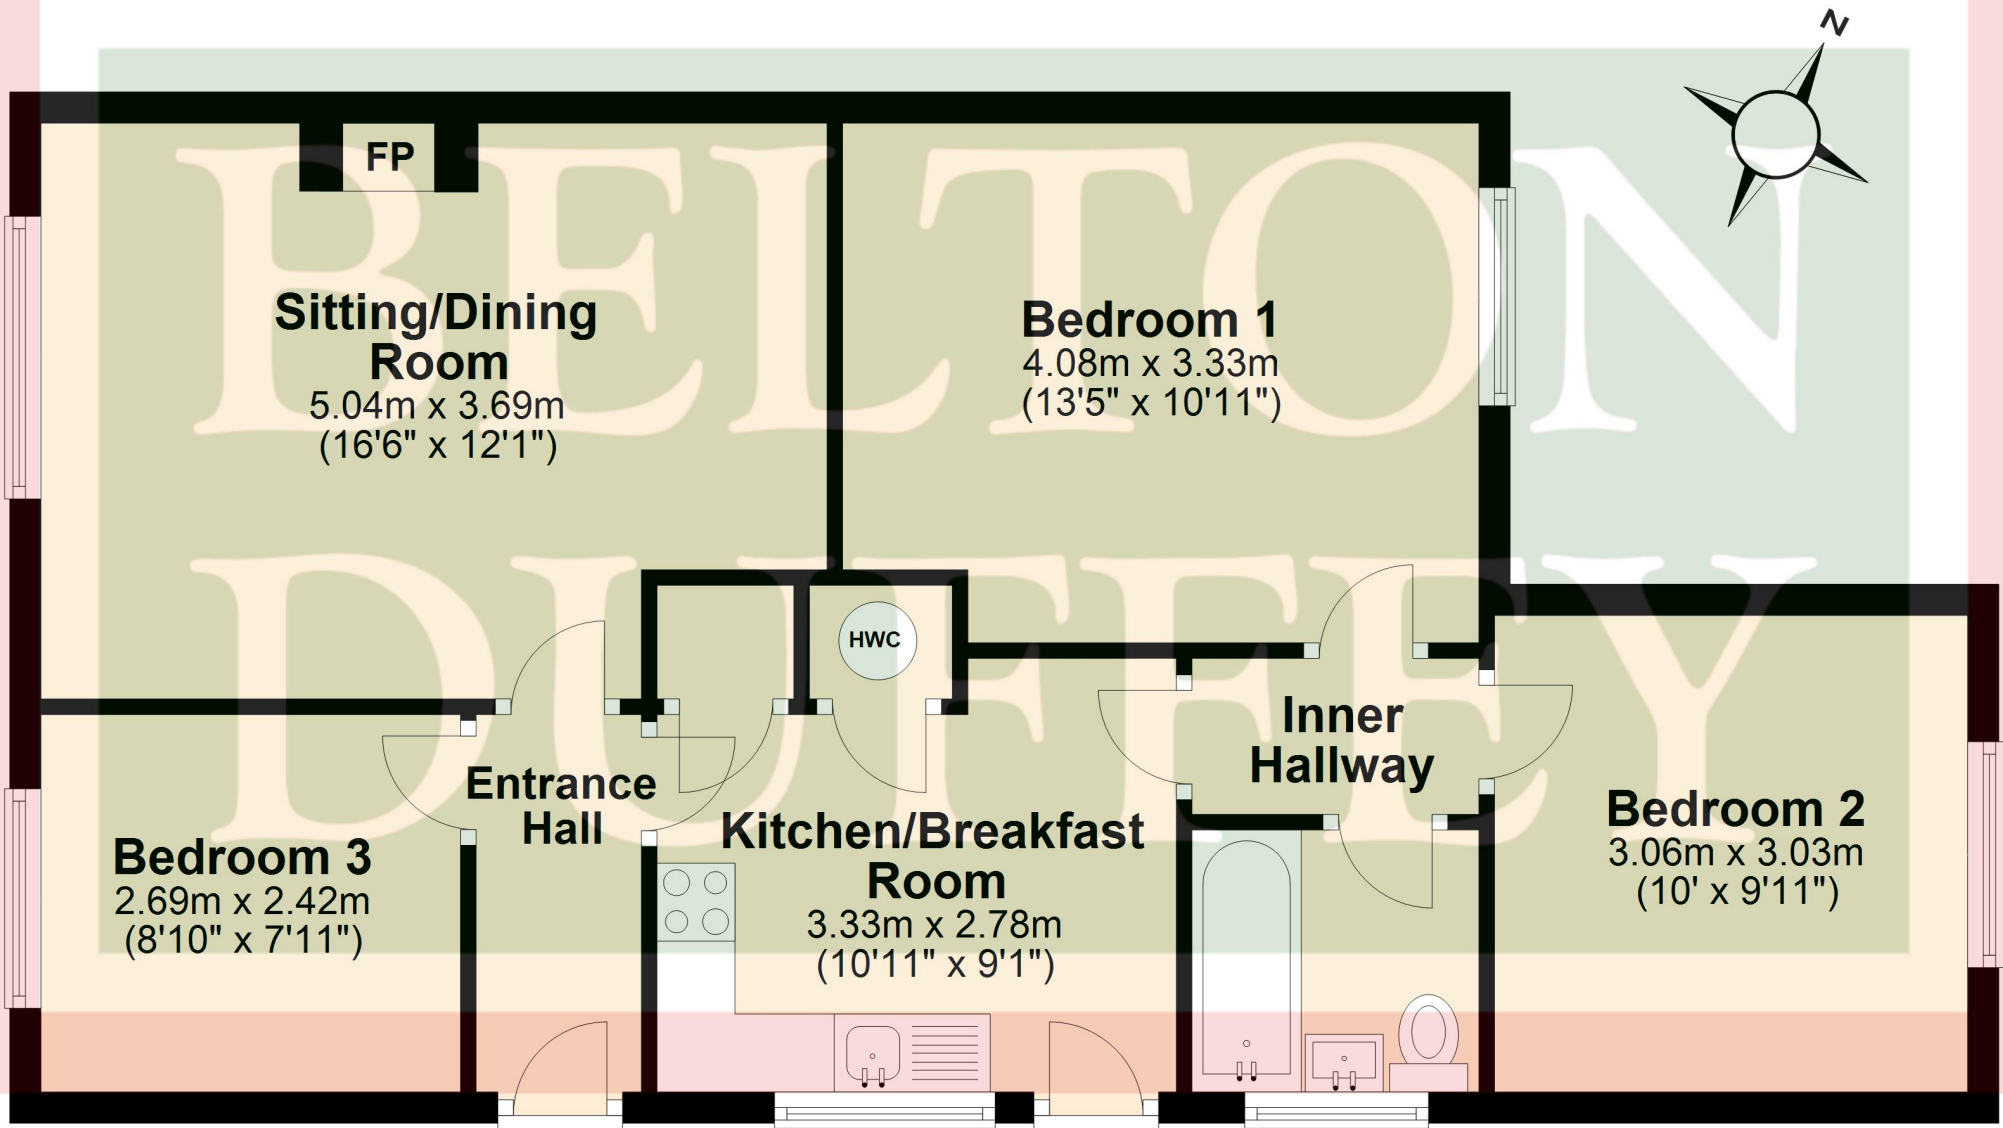 N
BELTON
DUFFEY
FP
Sitting/Dining
Room
5.04m x 3.69m
(16'6" x 12'1")
Bedroom 1
4.08m x 3.33m
(13'5" x 10'11")
HWC
Inner
Hallway
Entrance
Hall
Kitchen/Breakfast
Room
3.33m x 2.78m
(10'11" x 9'1")
Bedroom 2
3.06m x 3.03m
(10' x 9'11")
Bedroom 3
2.69m x 2.42m
(8'10" x 7'11")